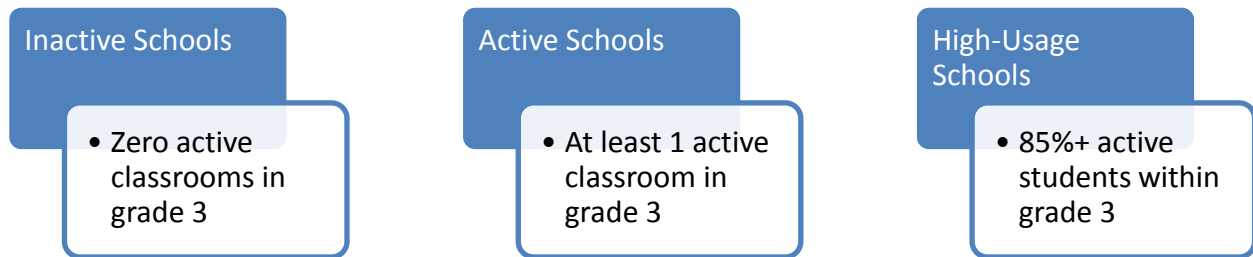 Inactive Schools
• Zero active
classrooms in
grade 3
Active Schools
• At least 1 active
classroom in
grade 3
High-Usage
Schools
• 85%+ active
students within
grade 3